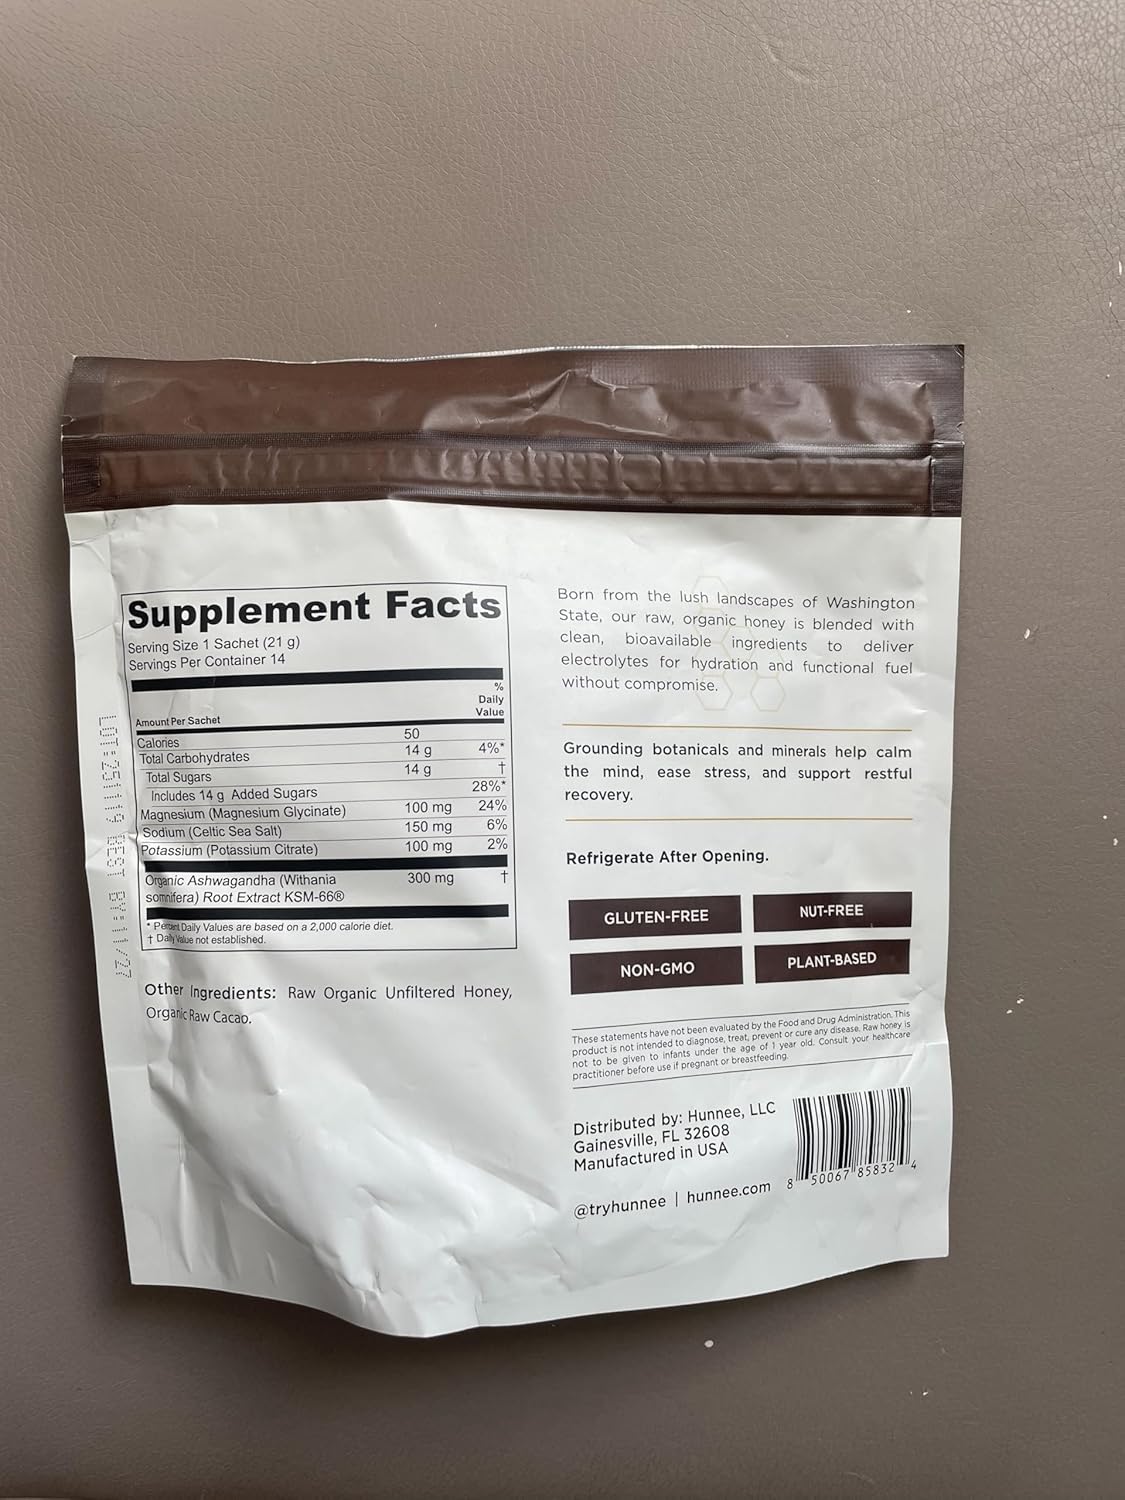 Supplement Facts
Serving Size 1 Sachet (21 g)
Servings Per Container 14
%
Daily
Value
Amount Per Sachet
Calories 50
Total Carbohydrates 14 g 4%*
Total Sugars 14 g †
Includes 14 g Added Sugars 28%*
Magnesium (Magnesium Glycinate) 100 mg 24%
Sodium (Celtic Sea Salt) 150 mg 6%
Potassium (Potassium Citrate) 100 mg 2%
Organic Ashwagandha (Withania 300 mg †
somnifera) Root Extract KSM-66®
* Percent Daily Values are based on a 2,000 calorie diet.
† Daily Value not established.
Other Ingredients: Raw Organic Unfiltered Honey,
Organic Raw Cacao.
Born from the lush landscapes of Washington
State, our raw, organic honey is blended with
clean, bioavailable ingredients to deliver
electrolytes for hydration and functional fuel
without compromise.
Grounding botanicals and minerals help calm
the mind, ease stress, and support restful
recovery.
Refrigerate After Opening.
GLUTEN-FREE NUT-FREE
NON-GMO PLANT-BASED
These statements have not been evaluated by the Food and Drug Administration. This
product is not intended to diagnose, treat, prevent or cure any disease. Raw honey is
not to be given to infants under the age of 1 year old. Consult your healthcare
practitioner before use if pregnant or breastfeeding.
Distributed by: Hunnee, LLC
Gainesville, FL 32608
Manufactured in USA
@tryhunnee | hunnee.com
8 50067 85832 4